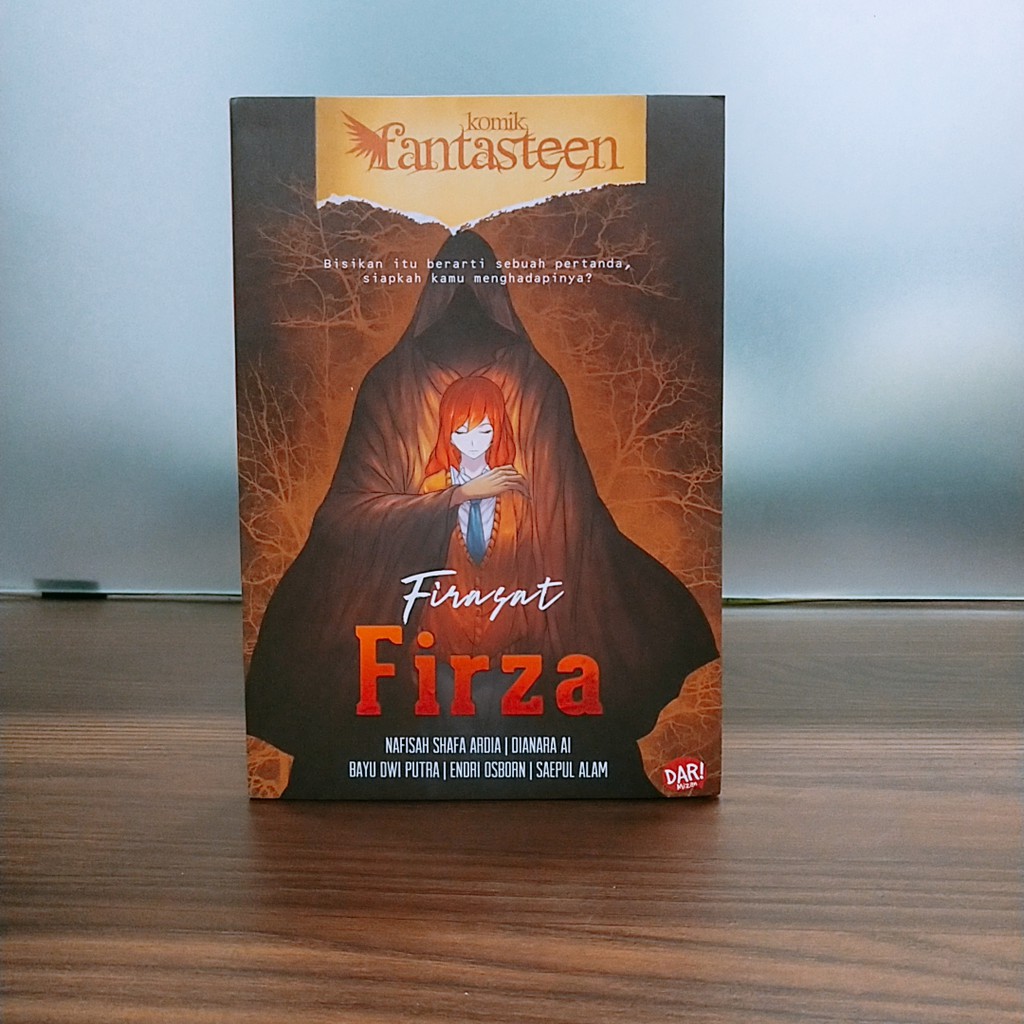 komik
fantasteen
Bisikan itu berarti sebuah pertanda,
siapkah kamu menghadapinya?
Firasat
Firza
NAFISAH SHAFA ARDIA | DIANARA AI
BAYU DWI PUTRA | ENDRI OSBORN | SAEPUL ALAM
DAR!
Mizan